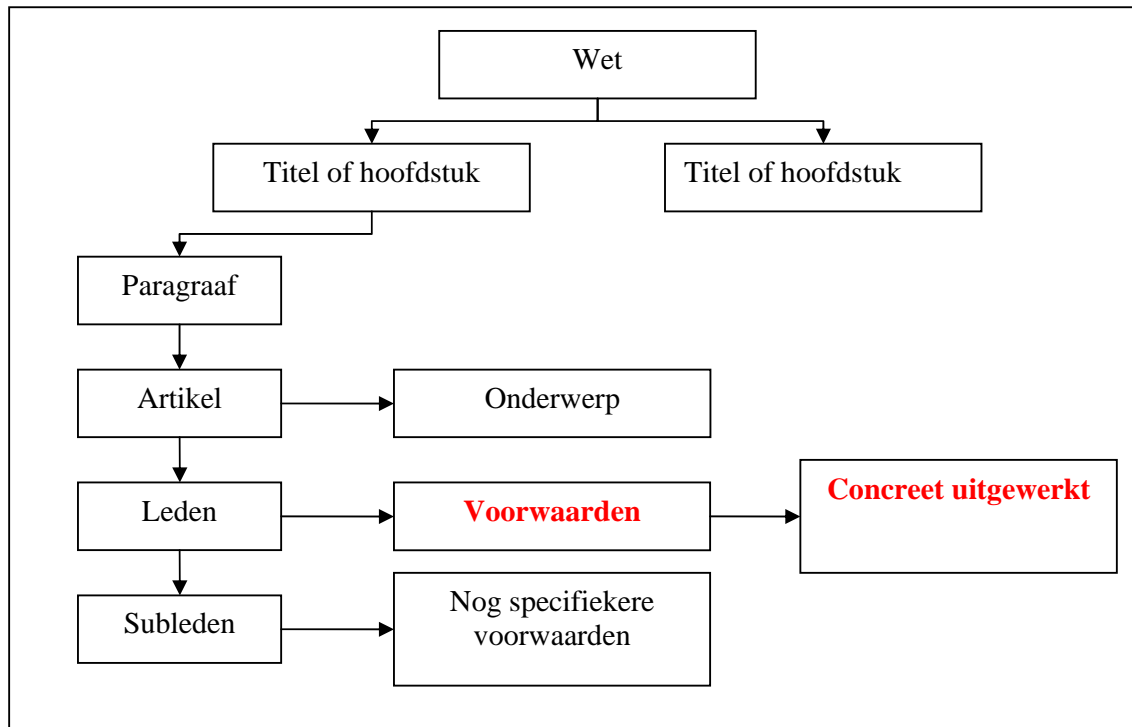 Wet
Titel of hoofdstuk
Titel of hoofdstuk
Paragraaf
Artikel
Onderwerp
Leden
Voorwaarden
Concreet uitgewerkt
Subleden
Nog specifiekere
voorwaarden